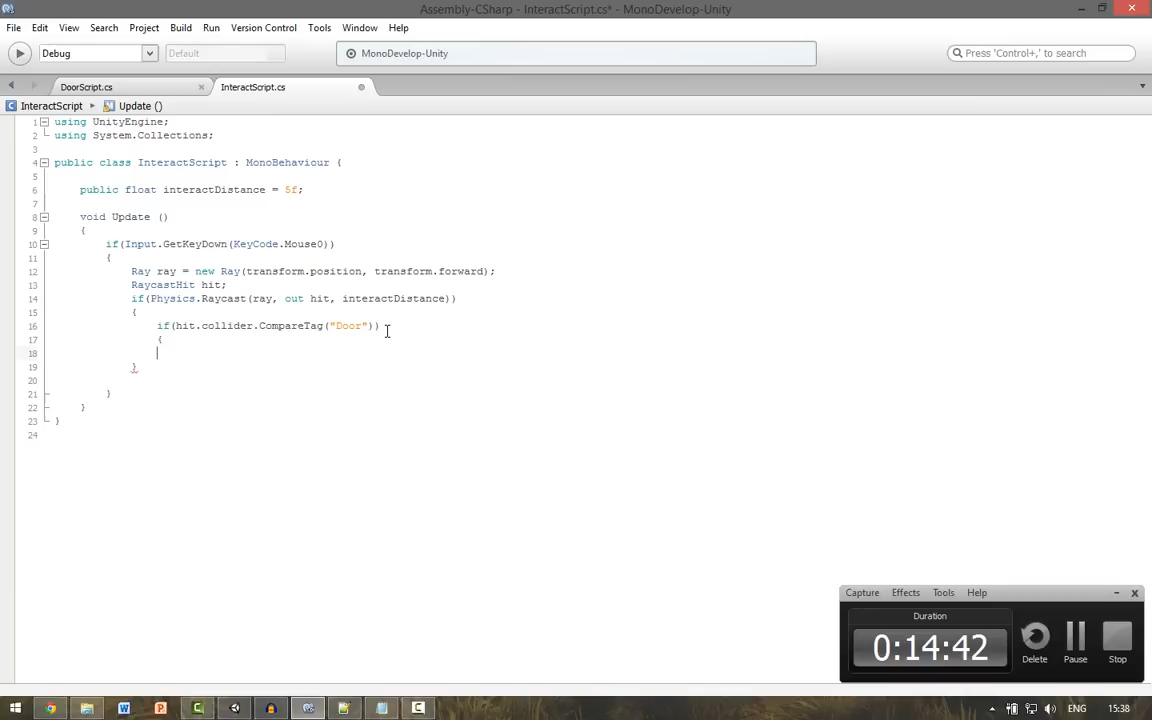 Assembly-CSharp - InteractScript.cs* - MonoDevelop-Unity
File Edit View Search Project Build Run Version Control Tools Window Help
Debug Default MonoDevelop-Unity Press 'Control+,' to search
DoorScript.cs InteractScript.cs
InteractScript Update ()
1 using UnityEngine;
2 using System.Collections;
3
4 public class InteractScript : MonoBehaviour {
5
6 public float interactDistance = 5f;
7
8 void Update ()
9 {
10 if(Input.GetKeyDown(KeyCode.Mouse0))
11 {
12 Ray ray = new Ray(transform.position, transform.forward);
13 RaycastHit hit;
14 if(Physics.Raycast(ray, out hit, interactDistance))
15 {
16 if(hit.collider.CompareTag("Door"))
17 {
18
19 }
20
21 }
22 }
23 }
24
Capture Effects Tools Help
Duration
0:14:42
Delete Pause Stop
ENG 15:38